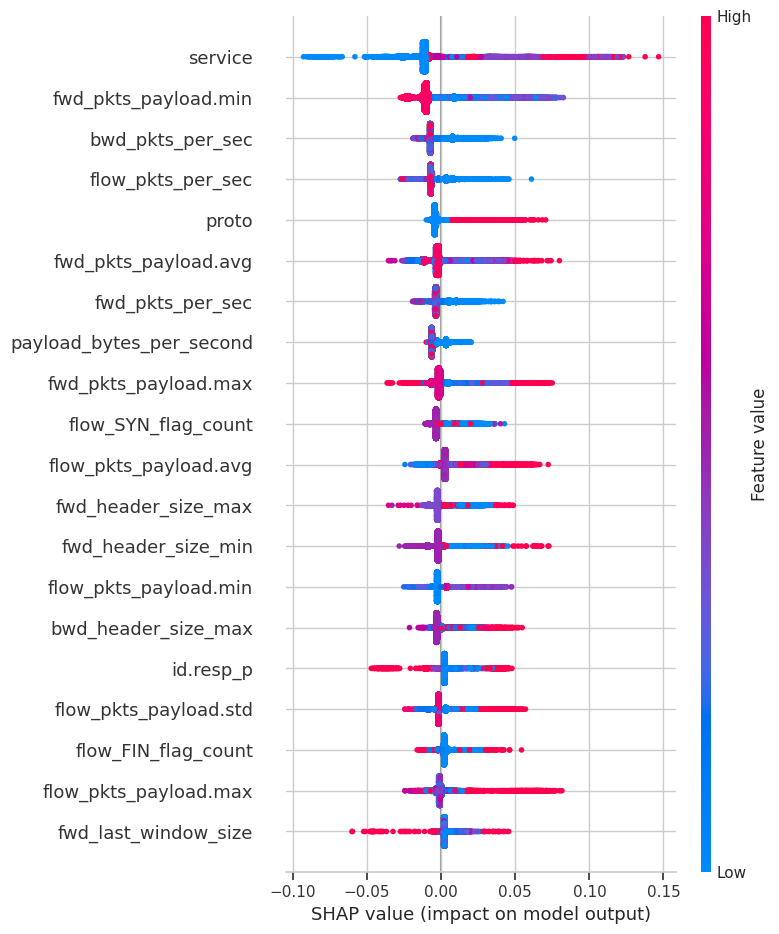 High
service
fwd_pkts_payload.min
bwd_pkts_per_sec
flow_pkts_per_sec
proto
fwd_pkts_payload.avg
fwd_pkts_per_sec
payload_bytes_per_second
fwd_pkts_payload.max
flow_SYN_flag_count
flow_pkts_payload.avg
fwd_header_size_max
fwd_header_size_min
flow_pkts_payload.min
bwd_header_size_max
id.resp_p
flow_pkts_payload.std
flow_FIN_flag_count
flow_pkts_payload.max
fwd_last_window_size
Feature value
Low
−0.10 −0.05 0.00 0.05 0.10 0.15
SHAP value (impact on model output)